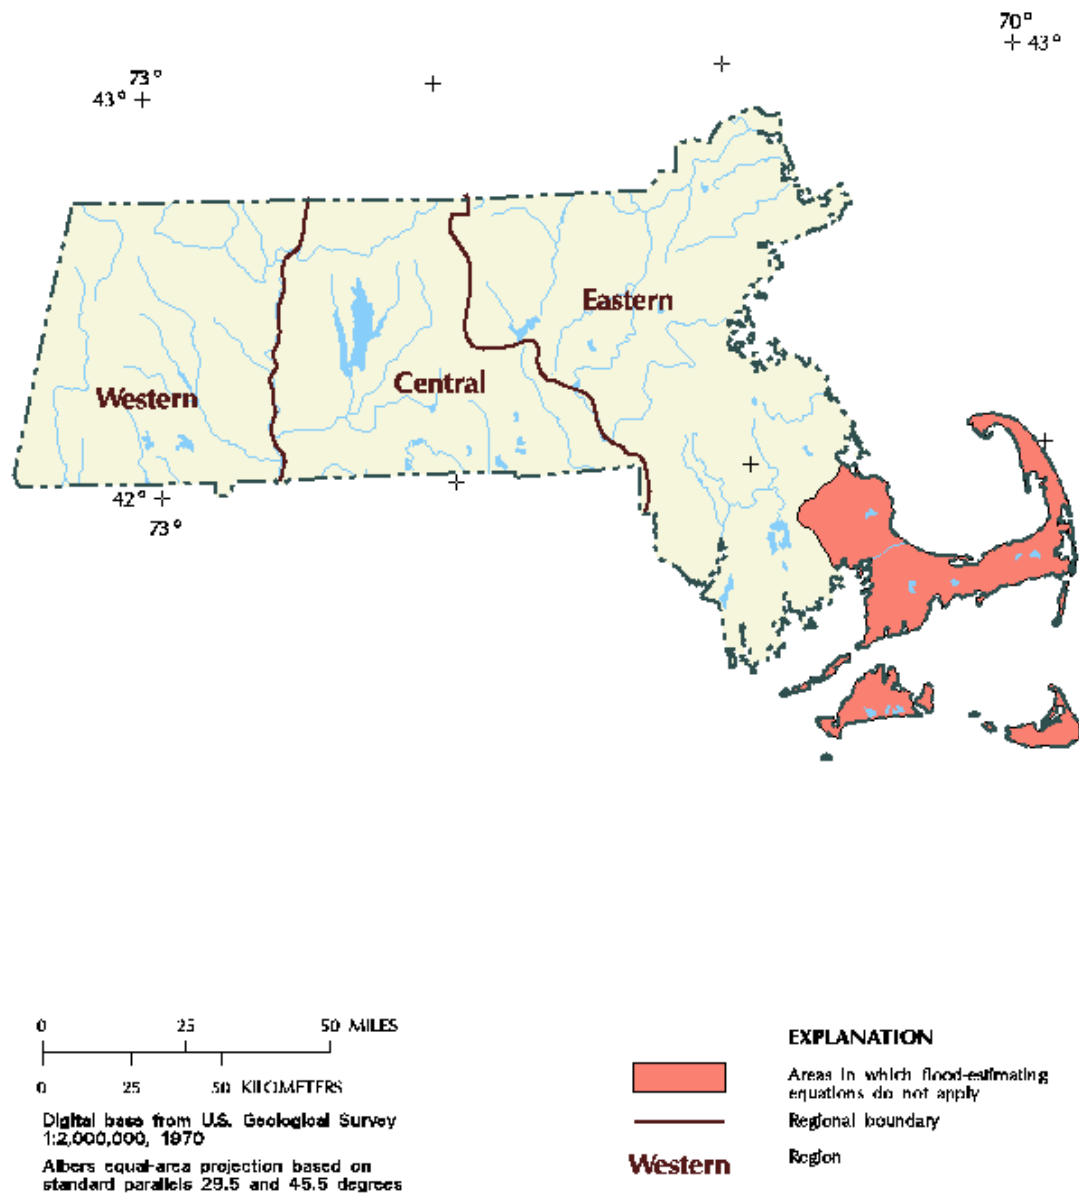 70°
43°
73°
43°
Eastern
Central
Western
42°
73°
0 25 50 MILES
0 25 50 KILOMETERS
Digital base from U.S. Geological Survey
1:2,000,000, 1970
Albers equal-area projection based on
standard parallels 29.5 and 45.5 degrees
EXPLANATION
Areas in which flood-estimating
equations do not apply
Regional boundary
Western Region